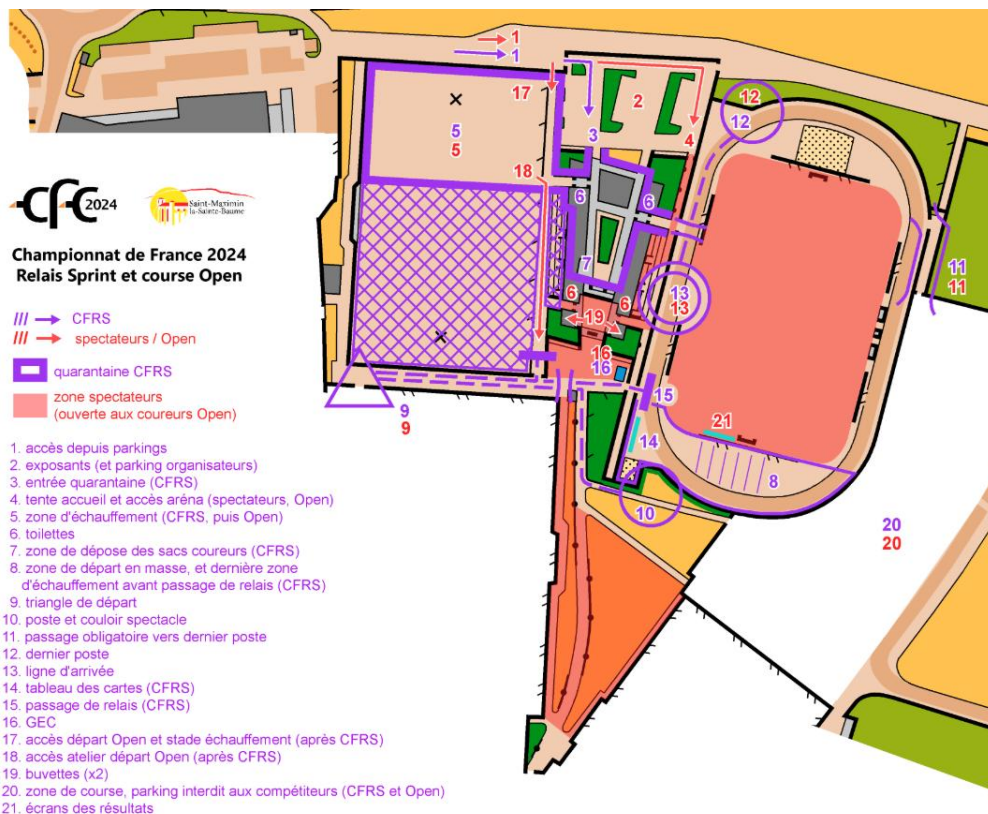 1
1
17
2
12
12
3
4
5
5
18
6
6
CFC 2024
Saint-Maximin
la-Sainte-Baume
Championnat de France 2024
Relais Sprint et course Open
7
11
11
13
13
6
6
19
CFRS
spectateurs / Open
quarantaine CFRS
zone spectateurs
(ouverte aux coureurs Open)
16
16
15
9
9
21
14
8
10
20
20
1. accès depuis parkings
2. exposants (et parking organisateurs)
3. entrée quarantaine (CFRS)
4. tente accueil et accès aréna (spectateurs, Open)
5. zone d'échauffement (CFRS, puis Open)
6. toilettes
7. zone de dépose des sacs coureurs (CFRS)
8. zone de départ en masse, et dernière zone
d'échauffement avant passage de relais (CFRS)
9. triangle de départ
10. poste et couloir spectacle
11. passage obligatoire vers dernier poste
12. dernier poste
13. ligne d'arrivée
14. tableau des cartes (CFRS)
15. passage de relais (CFRS)
16. GEC
17. accès départ Open et stade échauffement (après CFRS)
18. accès atelier départ Open (après CFRS)
19. buvettes (x2)
20. zone de course, parking interdit aux compétiteurs (CFRS et Open)
21. écrans des résultats